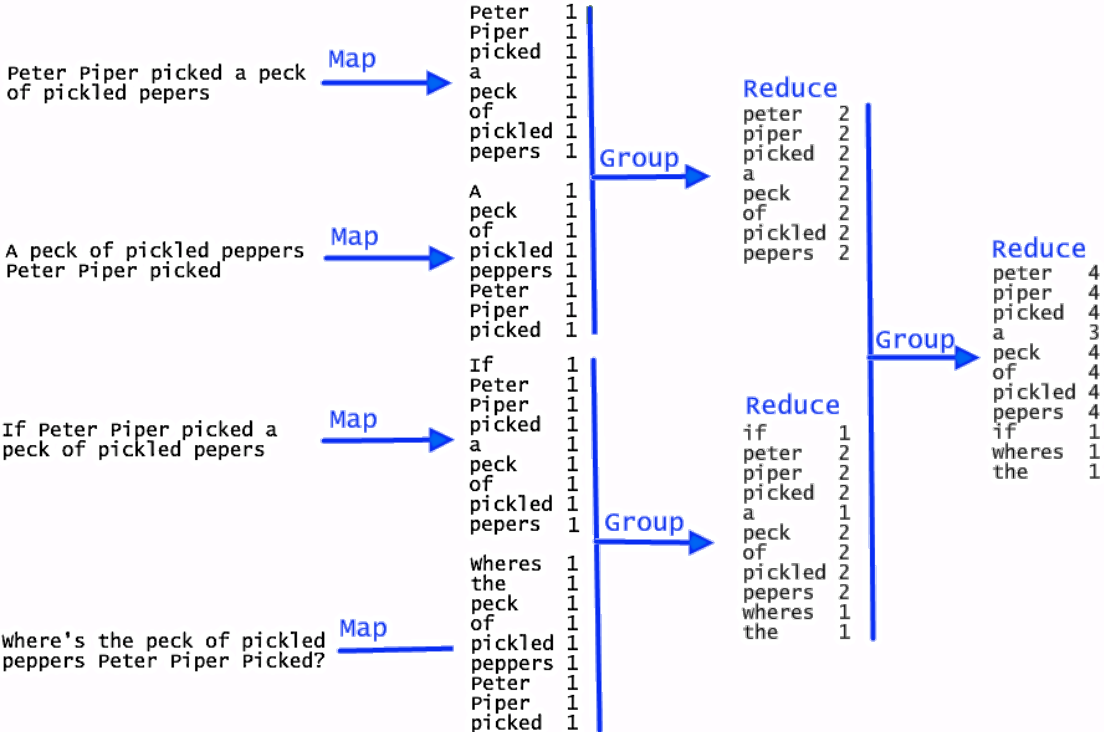 Peter Piper picked a peck
of pickled pepers
Map
Peter 1
Piper 1
picked 1
a 1
peck 1
of 1
pickled 1
pepers 1
A peck of pickled peppers
Peter Piper picked
Map
A 1
peck 1
of 1
pickled 1
peppers 1
Peter 1
Piper 1
picked 1
Group
Reduce
peter 2
piper 2
picked 2
a 2
peck 2
of 2
pickled 2
pepers 2
If Peter Piper picked a
peck of pickled pepers
Map
If 1
Peter 1
Piper 1
picked 1
a 1
peck 1
of 1
pickled 1
pepers 1
Where's the peck of pickled
peppers Peter Piper Picked?
Map
Wheres 1
the 1
peck 1
of 1
pickled 1
peppers 1
Peter 1
Piper 1
picked 1
Group
Reduce
if 1
peter 2
piper 2
picked 2
a 1
peck 2
of 2
pickled 2
pepers 2
wheres 1
the 1
Group
Reduce
peter 4
piper 4
picked 4
a 3
peck 4
of 4
pickled 4
pepers 4
if 1
wheres 1
the 1